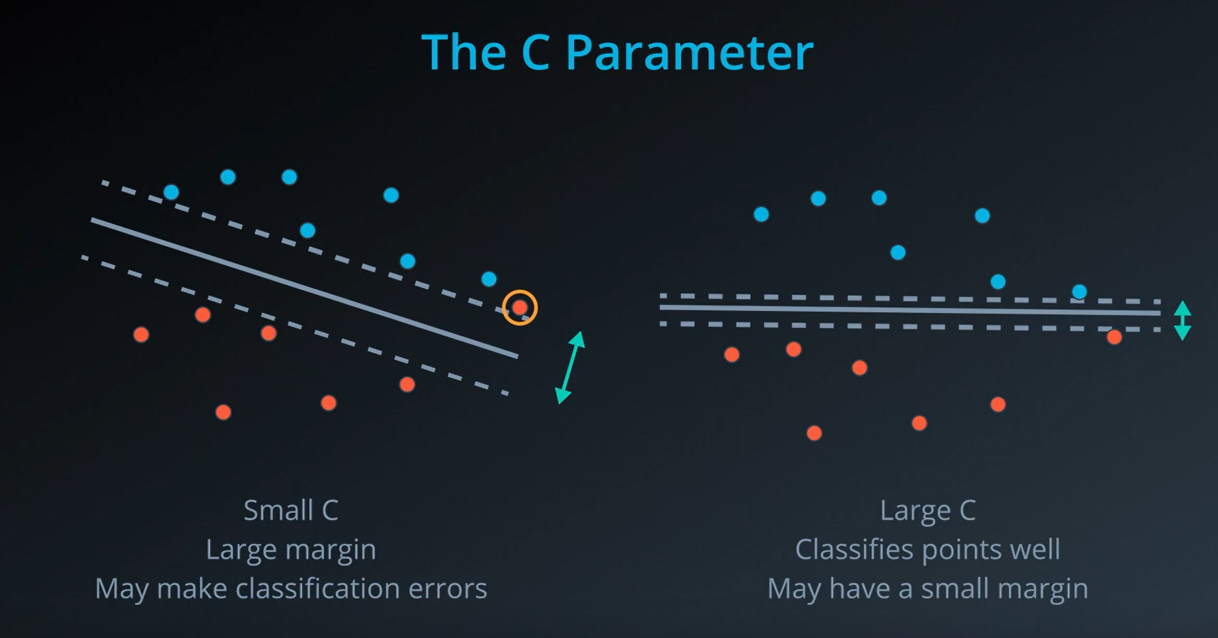 The C Parameter
Small C
Large margin
May make classification errors
Large C
Classifies points well
May have a small margin